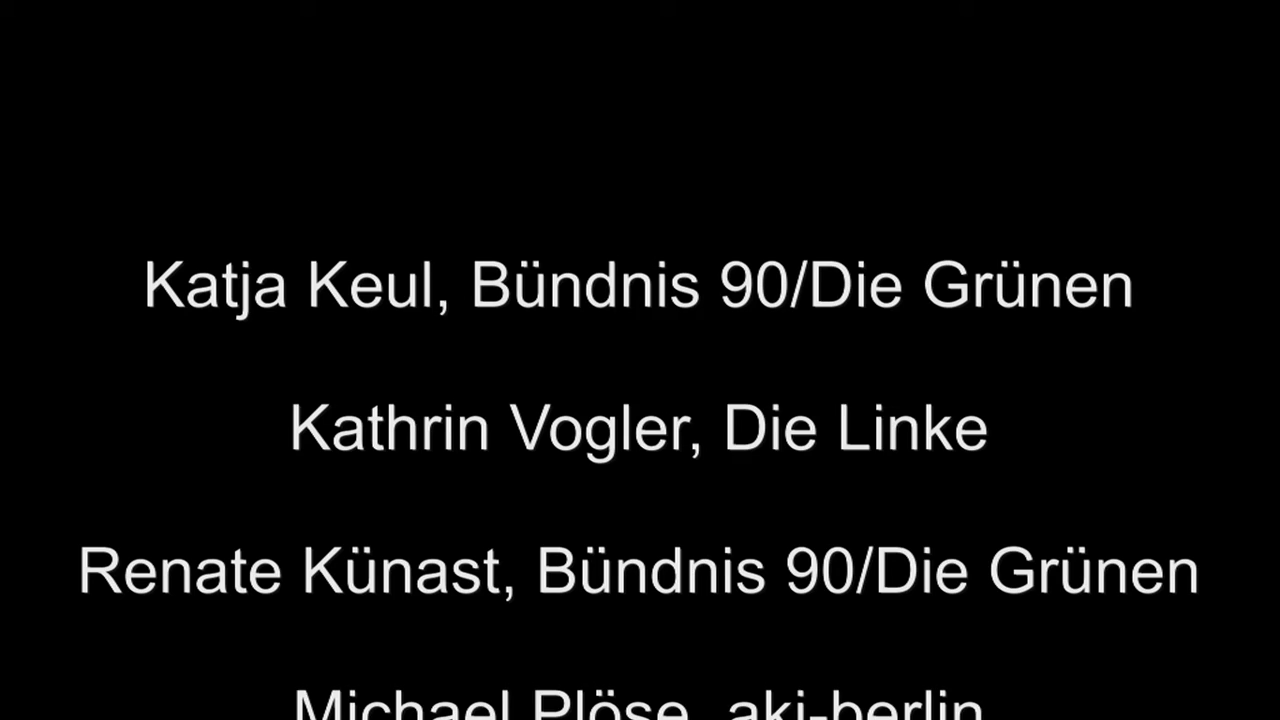 Katja Keul, Bündnis 90/Die Grünen
Kathrin Vogler, Die Linke
Renate Künast, Bündnis 90/Die Grünen
Michael Plöse, aki-berlin